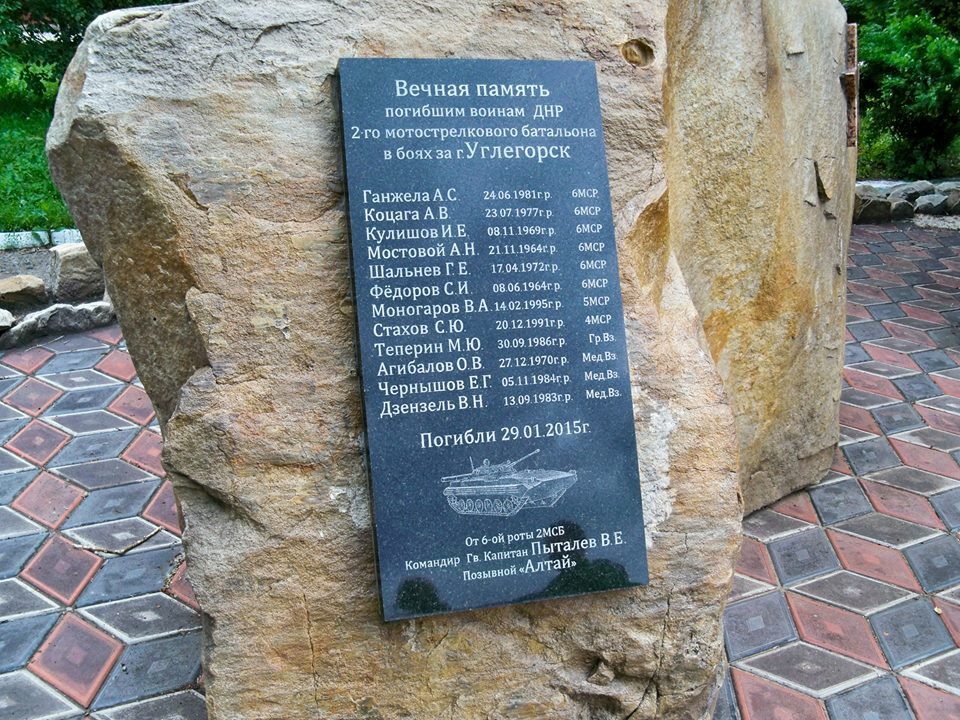 Вечная память
погибшим воинам ДНР
2-го мотострелкового батальона
в боях за г.Углегорск
Ганжела А.С. 24.06.1981г.р. 6МСР
Коцага А.В. 23.07.1977г.р. 6МСР
Кулишов И.Е. 08.11.1969г.р. 6МСР
Мостовой А.Н. 21.11.1964г.р. 6МСР
Шальнев Г.Е. 17.04.1972г.р. 6МСР
Фёдоров С.И. 08.06.1964г.р. 6МСР
Моногаров В.А. 14.02.1995г.р. 5МСР
Стахов С.Ю. 20.12.1991г.р. 4МСР
Теперин М.Ю. 30.09.1986г.р. Гр.Вз.
Агибалов О.В. 27.12.1970г.р. Мед.Вз.
Чернышов Е.Г. 05.11.1984г.р. Мед.Вз.
Дзензель В.Н. 13.09.1983г.р. Мед.Вз.
Погибли 29.01.2015г.
От 6-ой роты 2МСБ
Командир Гв. Капитан Пыталев В.Е.
Позывной «Алтай»